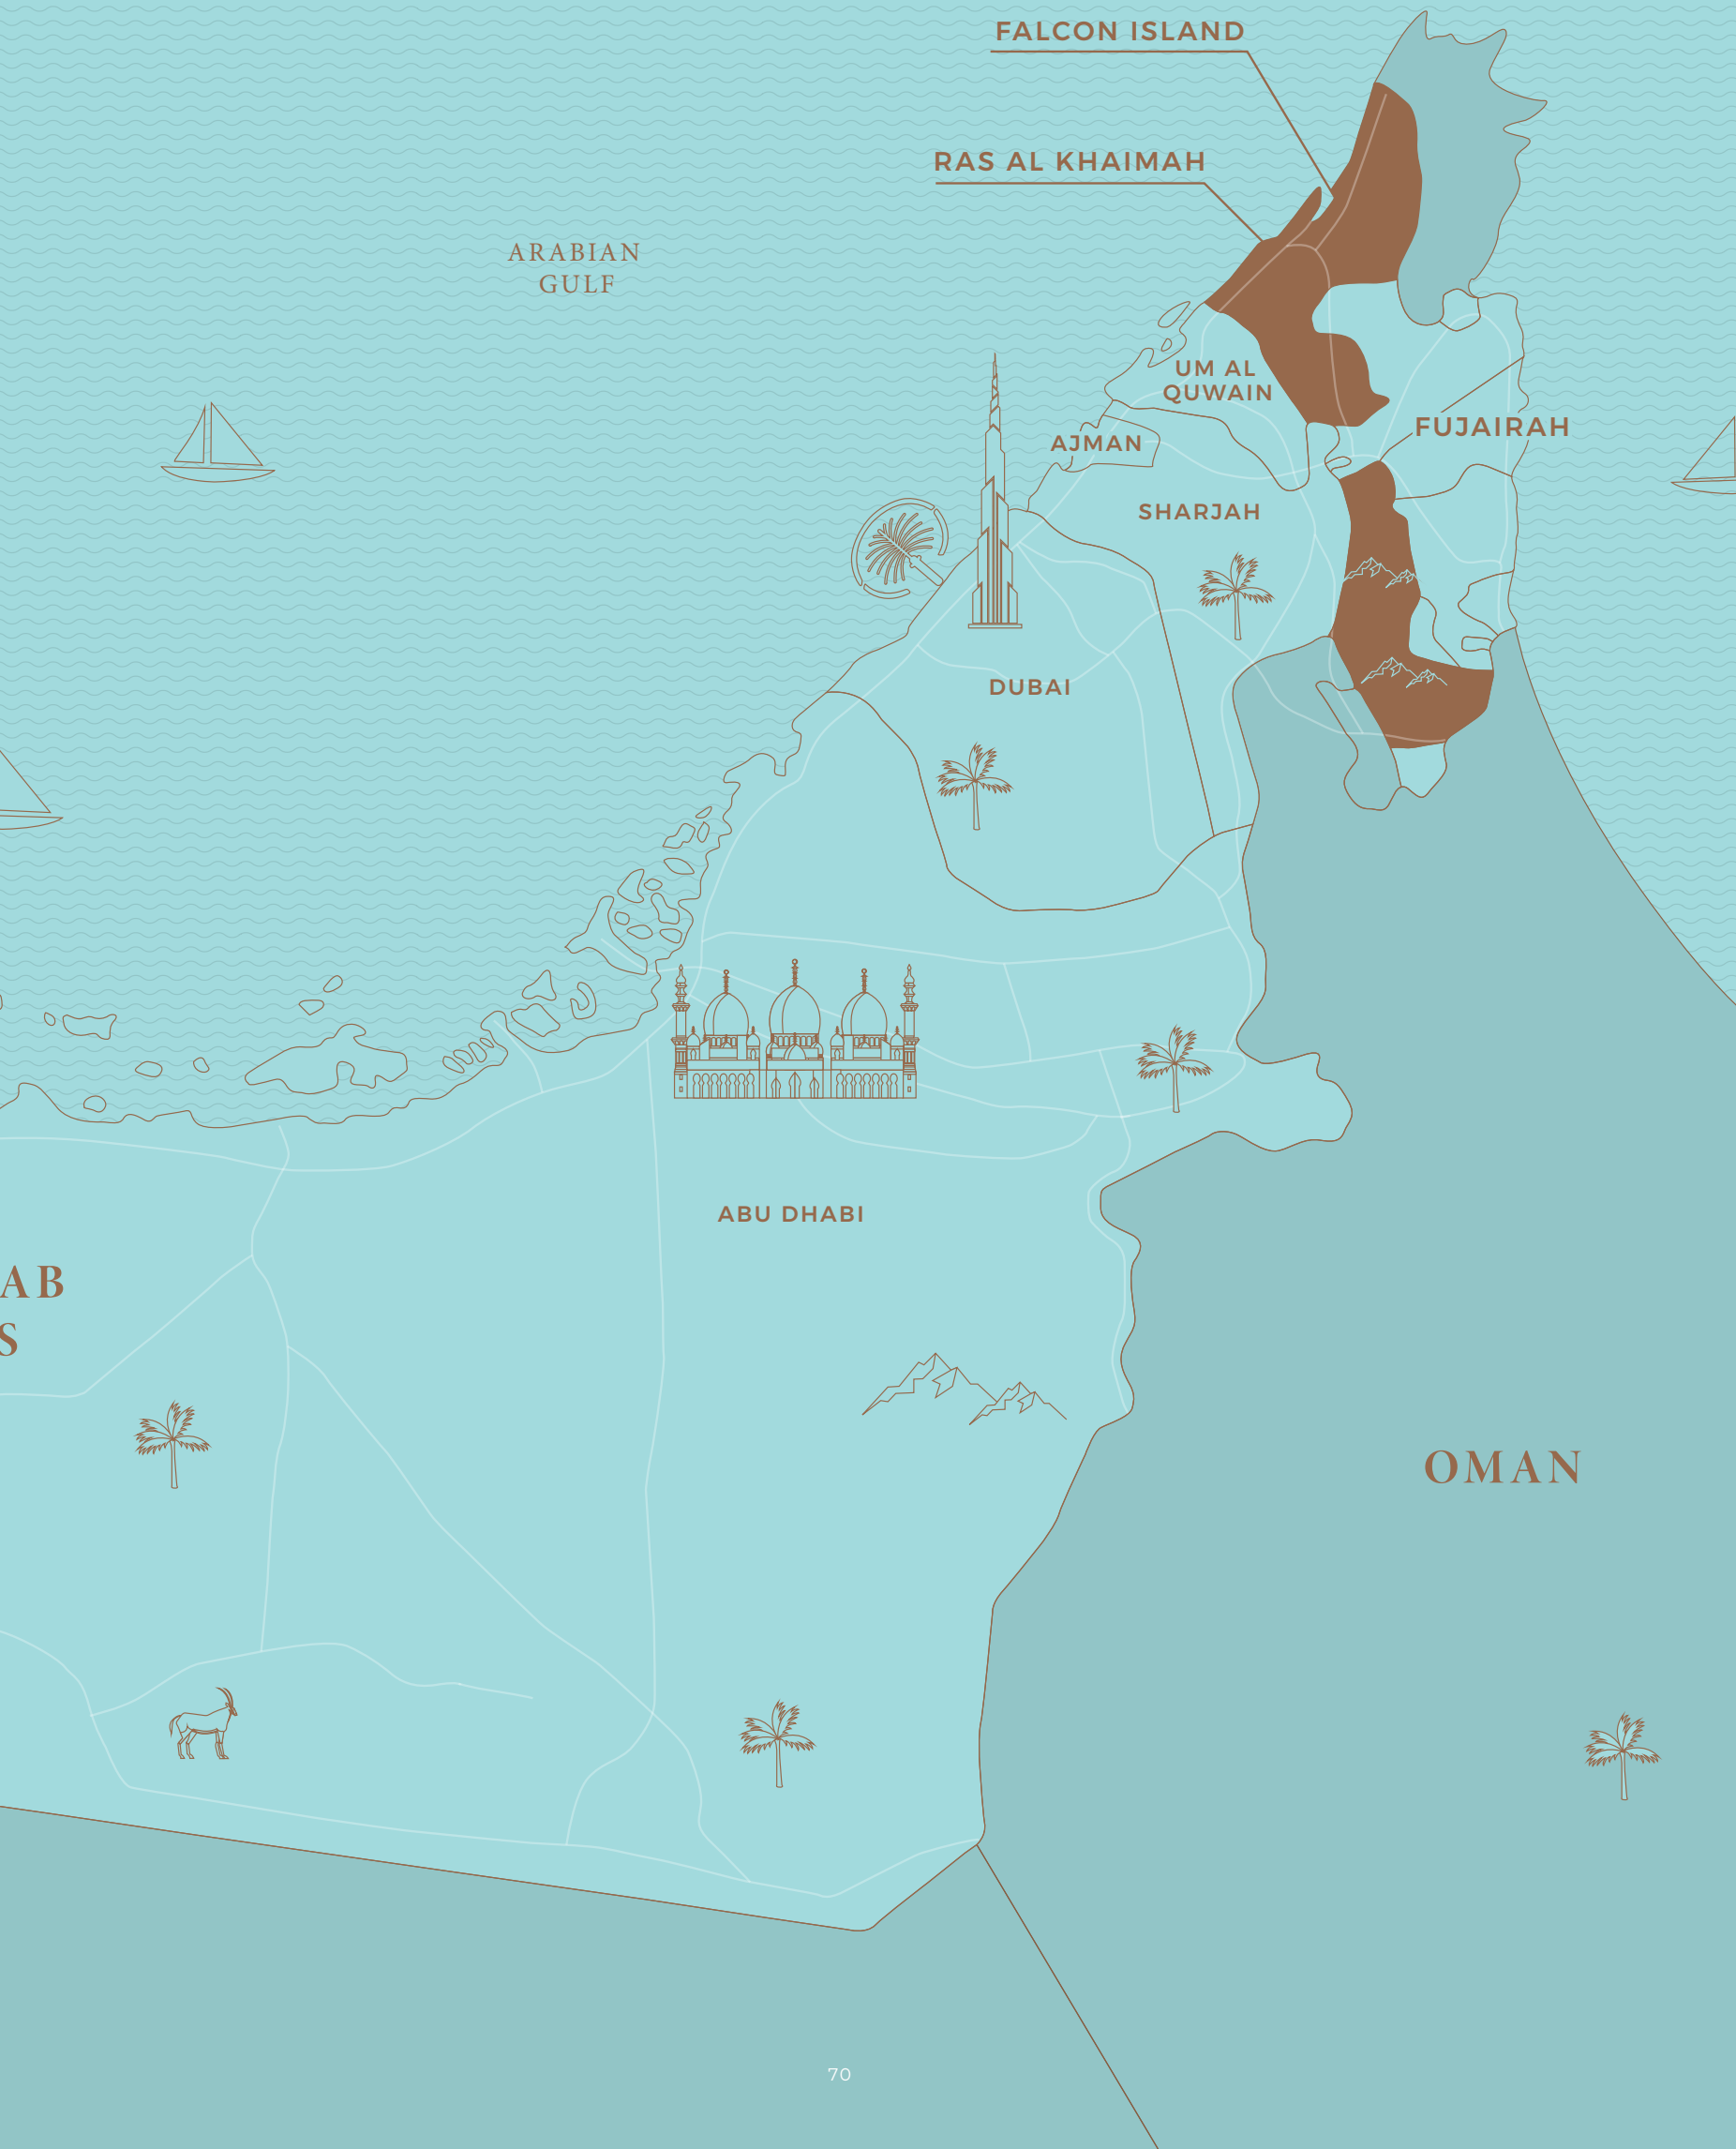 FALCON ISLAND
RAS AL KHAIMAH
ARABIAN
GULF
UM AL
QUWAIN
FUJAIRAH
AJMAN
SHARJAH
DUBAI
ABU DHABI
AB
S
OMAN
70